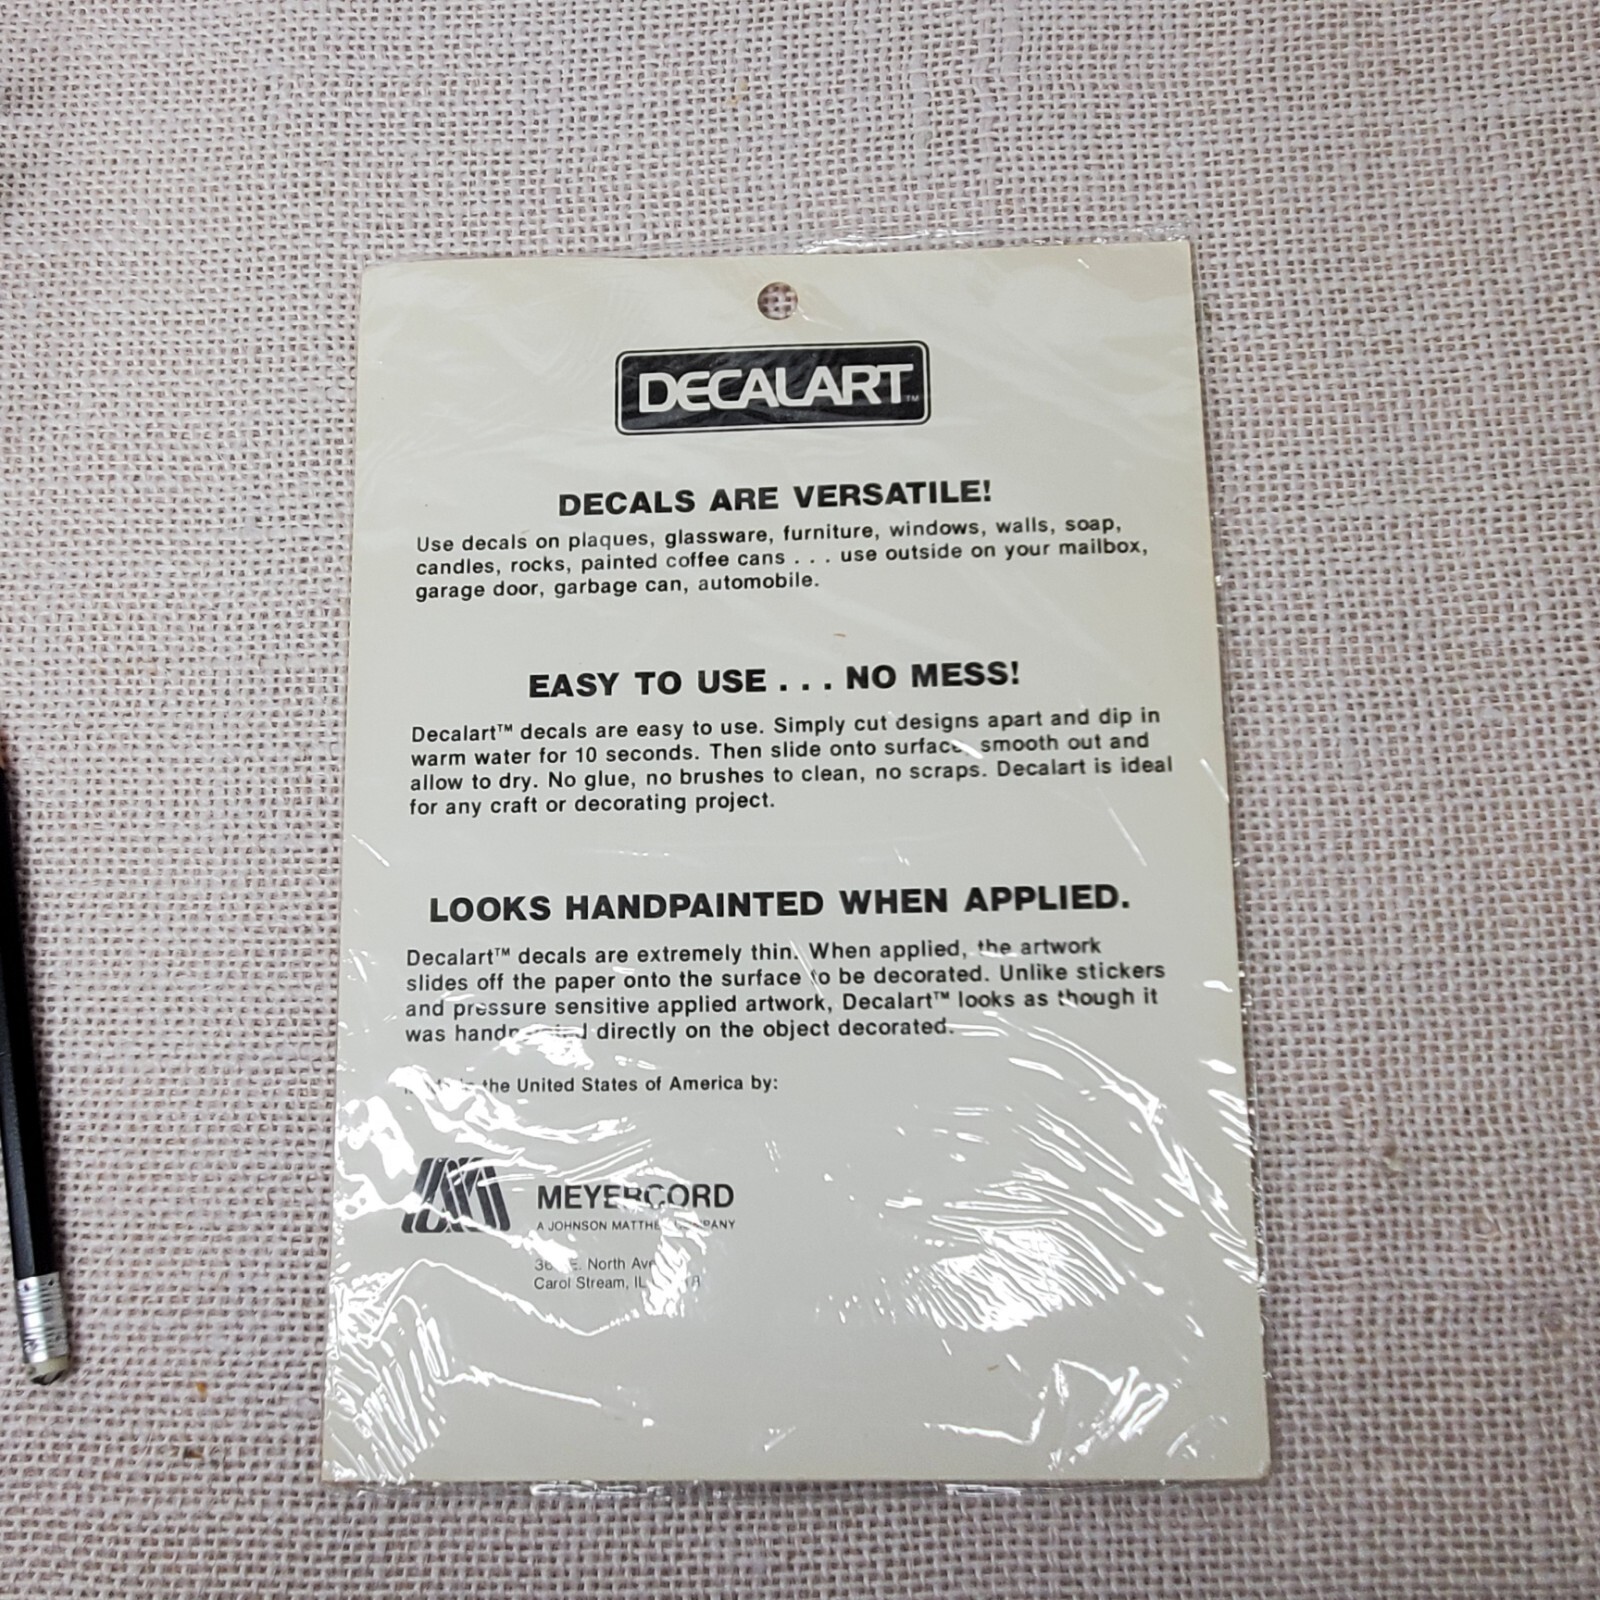 DECALART™
DECALS ARE VERSATILE!
Use decals on plaques, glassware, furniture, windows, walls, soap,
candles, rocks, painted coffee cans . . . use outside on your mailbox,
garage door, garbage can, automobile.
EASY TO USE . . . NO MESS!
Decalart™ decals are easy to use. Simply cut designs apart and dip in
warm water for 10 seconds. Then slide onto surface, smooth out and
allow to dry. No glue, no brushes to clean, no scraps. Decalart is ideal
for any craft or decorating project.
LOOKS HANDPAINTED WHEN APPLIED.
Decalart™ decals are extremely thin. When applied, the artwork
slides off the paper onto the surface to be decorated. Unlike stickers
and pressure sensitive applied artwork, Decalart™ looks as though it
was handpainted directly on the object decorated.
the United States of America by:
MEYERCORD
A JOHNSON MATTHEY COMPANY
E. North Ave
Carol Stream, IL